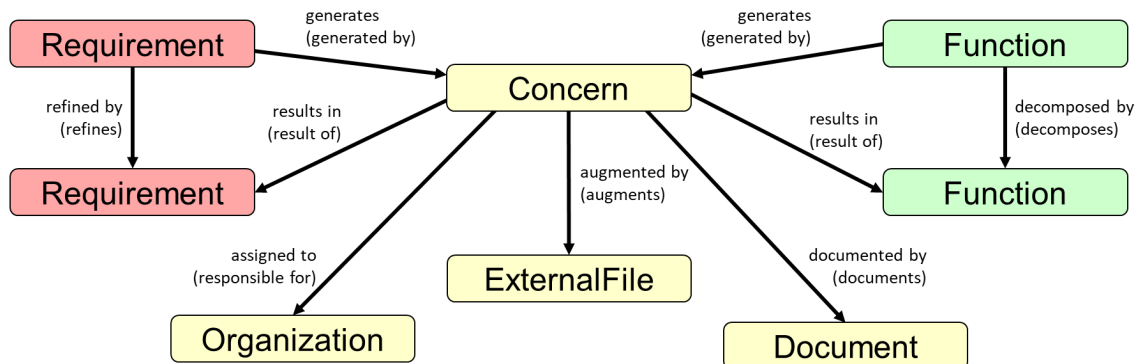 Requirement
generates
(generated by)
generates
(generated by)
Function
Concern
refined by
(refines)
results in
(result of)
results in
(result of)
decomposed by
(decomposes)
Requirement
augmented by
(augments)
Function
assigned to
(responsible for)
ExternalFile
documented by
(documents)
Organization
Document